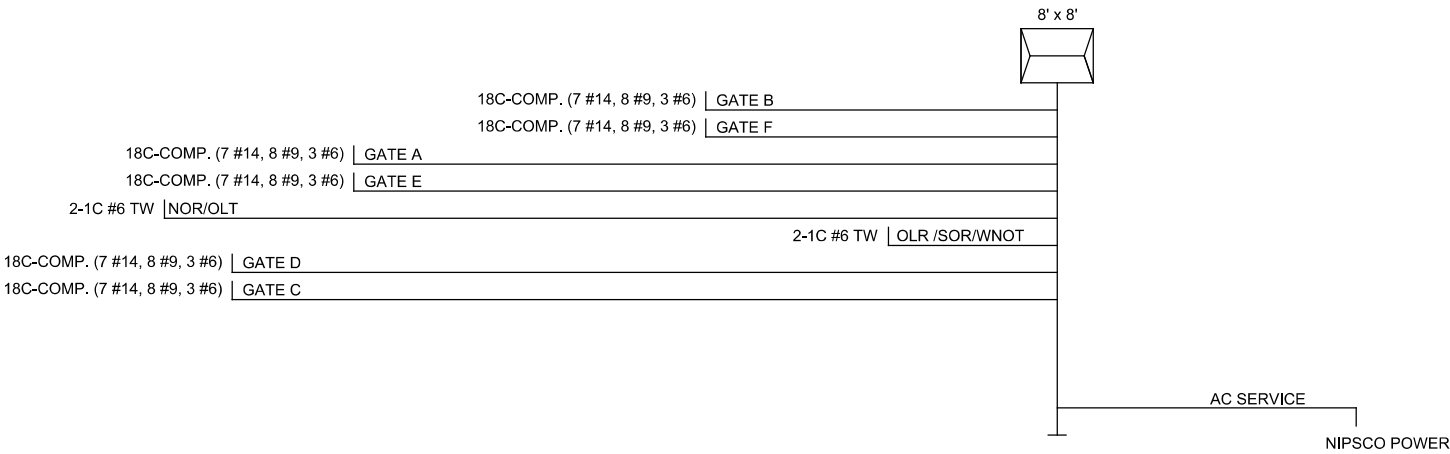 8' x 8'
18C-COMP. (7 #14, 8 #9, 3 #6) GATE B
18C-COMP. (7 #14, 8 #9, 3 #6) GATE F
18C-COMP. (7 #14, 8 #9, 3 #6) GATE A
18C-COMP. (7 #14, 8 #9, 3 #6) GATE E
2-1C #6 TW NOR/OLT
2-1C #6 TW OLR /SOR/WNOT
18C-COMP. (7 #14, 8 #9, 3 #6) GATE D
18C-COMP. (7 #14, 8 #9, 3 #6) GATE C
AC SERVICE
NIPSCO POWER